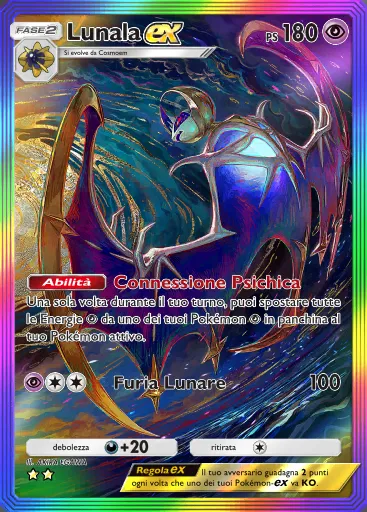 FASE 2 Lunala ex PS 180
Si evolve da Cosmoem
Abilità Connessione Psichica
Una sola volta durante il tuo turno, puoi spostare tutte
le Energie da uno dei tuoi Pokémon in panchina al
tuo Pokémon attivo.
Furia Lunare 100
debolezza +20 ritirata
Ill. Akira EGAWA
Regola ex Il tuo avversario guadagna 2 punti
ogni volta che uno dei tuoi Pokémon-ex va KO.